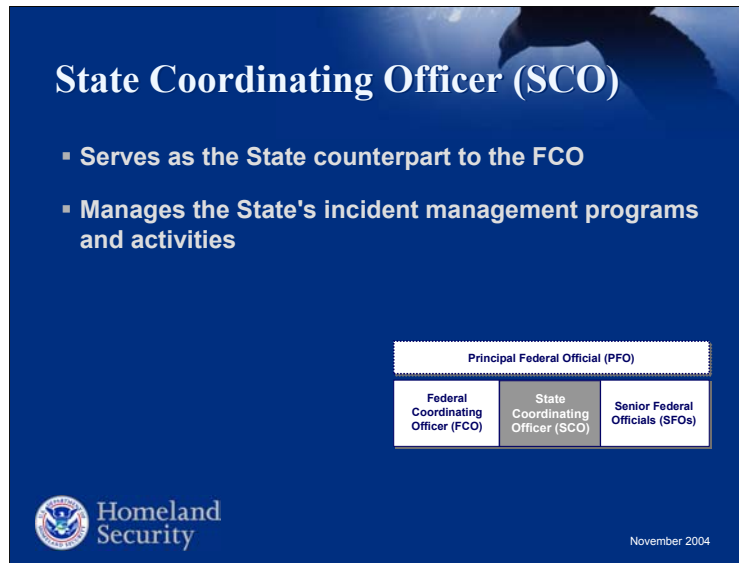 State Coordinating Officer (SCO)
▪ Serves as the State counterpart to the FCO
▪ Manages the State's incident management programs
and activities
Principal Federal Official (PFO)
Federal
Coordinating
Officer (FCO)
State
Coordinating
Officer (SCO)
Senior Federal
Officials (SFOs)
Homeland
Security
November 2004